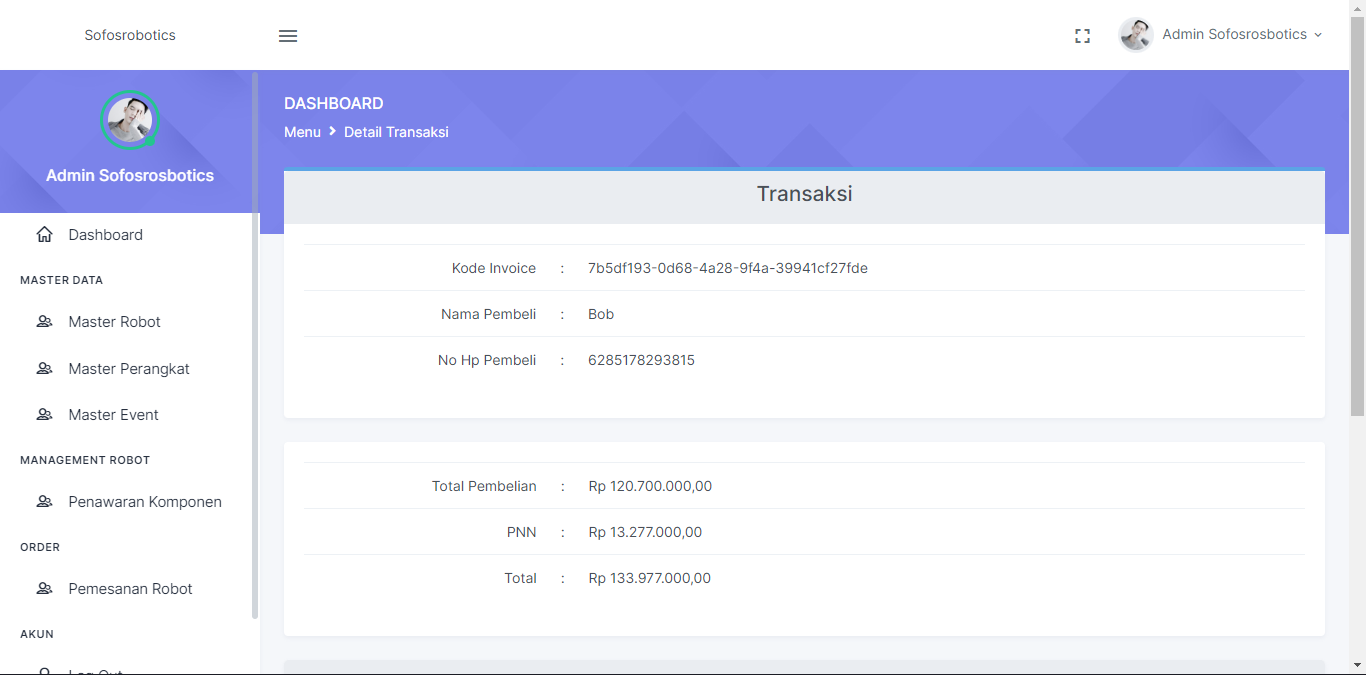 Sofosrobotics
Admin Sofosrosbotics
Admin Sofosrosbotics
Dashboard
MASTER DATA
Master Robot
Master Perangkat
Master Event
MANAGEMENT ROBOT
Penawaran Komponen
ORDER
Pemesanan Robot
AKUN
Log Out
DASHBOARD
Menu > Detail Transaksi
Transaksi
Kode Invoice : 7b5df193-0d68-4a28-9f4a-39941cf27fde
Nama Pembeli : Bob
No Hp Pembeli : 6285178293815
Total Pembelian : Rp 120.700.000,00
PNN : Rp 13.277.000,00
Total : Rp 133.977.000,00